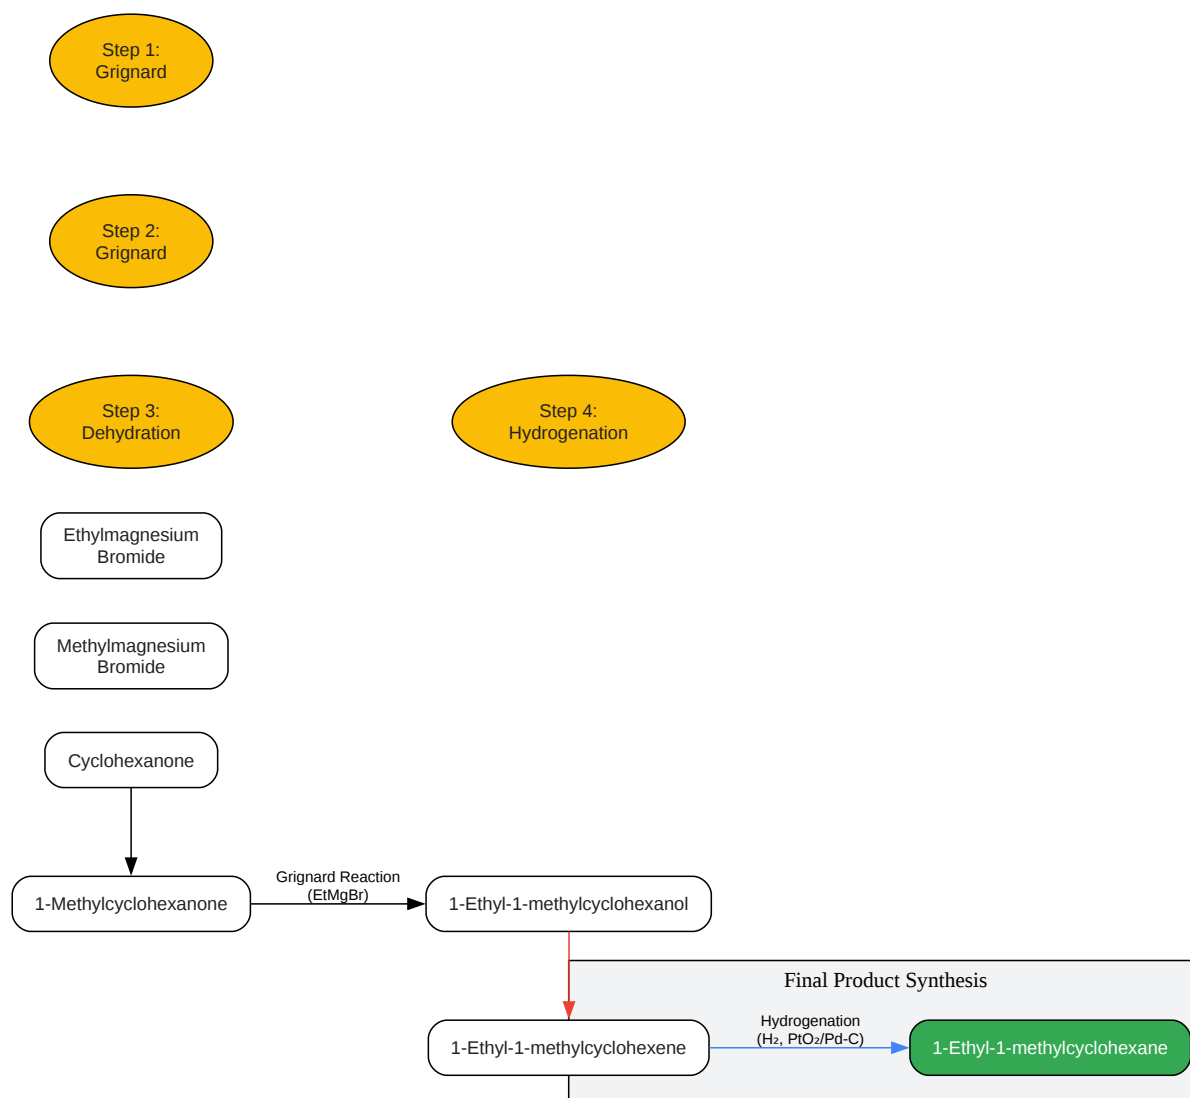 Step 1:
Grignard
Step 2:
Grignard
Step 3:
Dehydration
Step 4:
Hydrogenation
Ethylmagnesium
Bromide
Methylmagnesium
Bromide
Cyclohexanone
1-Methylcyclohexanone
Grignard Reaction
(EtMgBr)
1-Ethyl-1-methylcyclohexanol
Final Product Synthesis
1-Ethyl-1-methylcyclohexene
Hydrogenation
(H₂, PtO₂/Pd-C)
1-Ethyl-1-methylcyclohexane